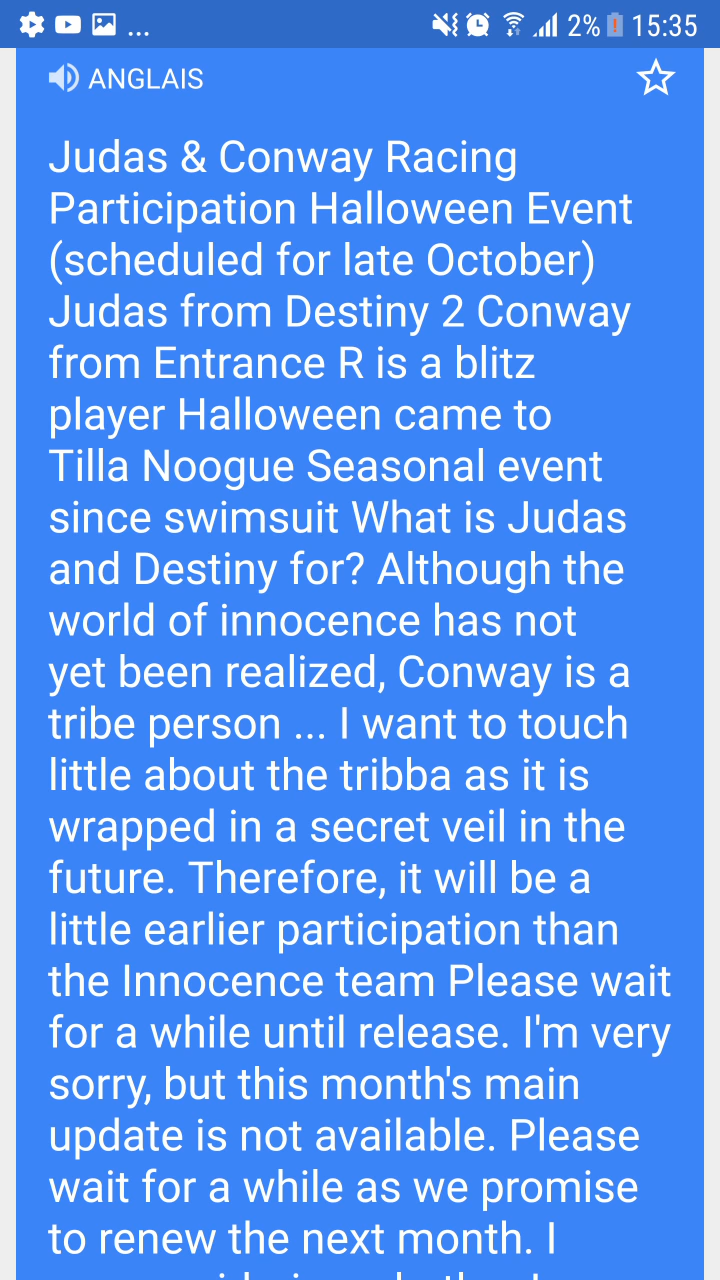 ... 2% 15:35
ANGLAIS
Judas & Conway Racing
Participation Halloween Event
(scheduled for late October)
Judas from Destiny 2 Conway
from Entrance R is a blitz
player Halloween came to
Tilla Noogue Seasonal event
since swimsuit What is Judas
and Destiny for? Although the
world of innocence has not
yet been realized, Conway is a
tribe person ... I want to touch
little about the tribba as it is
wrapped in a secret veil in the
future. Therefore, it will be a
little earlier participation than
the Innocence team Please wait
for a while until release. I'm very
sorry, but this month's main
update is not available. Please
wait for a while as we promise
to renew the next month. I